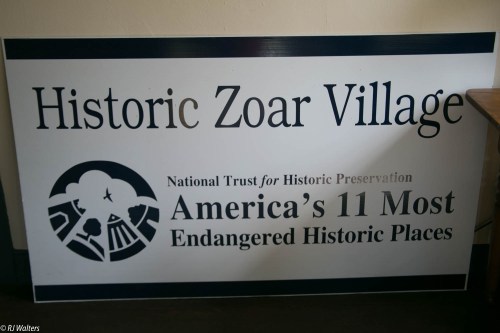 Historic Zoar Village
National Trust for Historic Preservation
America's 11 Most
Endangered Historic Places
©RJ Walters